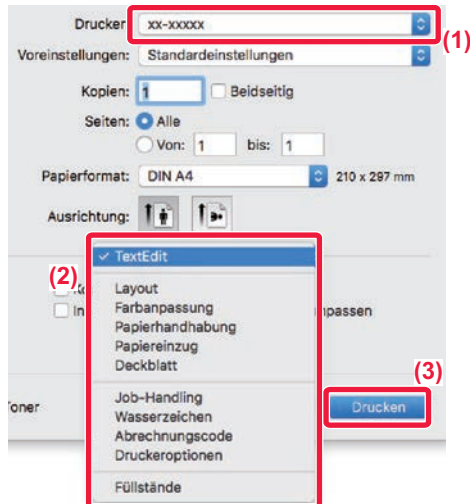 Drucker: xx-xxxxx
(1)
Voreinstellungen: Standardeinstellungen
Kopien: 1 Beidseitig
Seiten: Alle
Von: 1 bis: 1
Papierformat: DIN A4 210 x 297 mm
Ausrichtung:
✓ TextEdit
(2)
Layout
In passen
Farbanpassung
Papierhandhabung
Papiereinzug
Deckblatt
(3)
Job-Handling
oner Drucken
Wasserzeichen
Abrechnungscode
Druckeroptionen
Füllstände